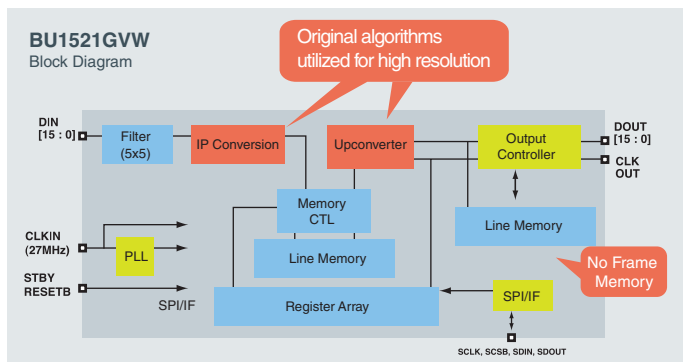 BU1521GVW
Block Diagram
Original algorithms
utilized for high resolution
DIN
[15 : 0]
Filter
(5x5)
IP Conversion
Upconverter
Output
Controller
DOUT
[15 : 0]
CLK
OUT
Memory
CTL
Line Memory
Line Memory
CLKIN
(27MHz)
PLL
STBY
RESETB
SPI/IF
Register Array
SPI/IF
No Frame
Memory
SCLK, SCSB, SDIN, SDOUT